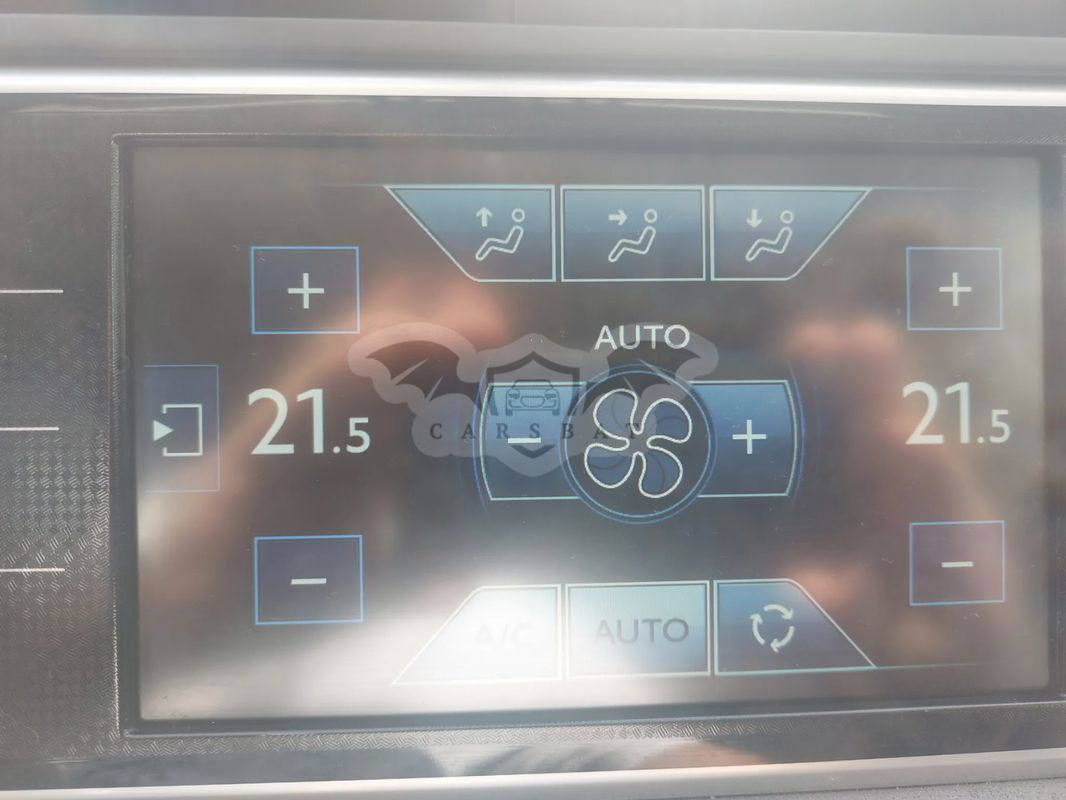 + +
AUTO
21.5 − + 21.5
CARSBAT
− −
A/C AUTO